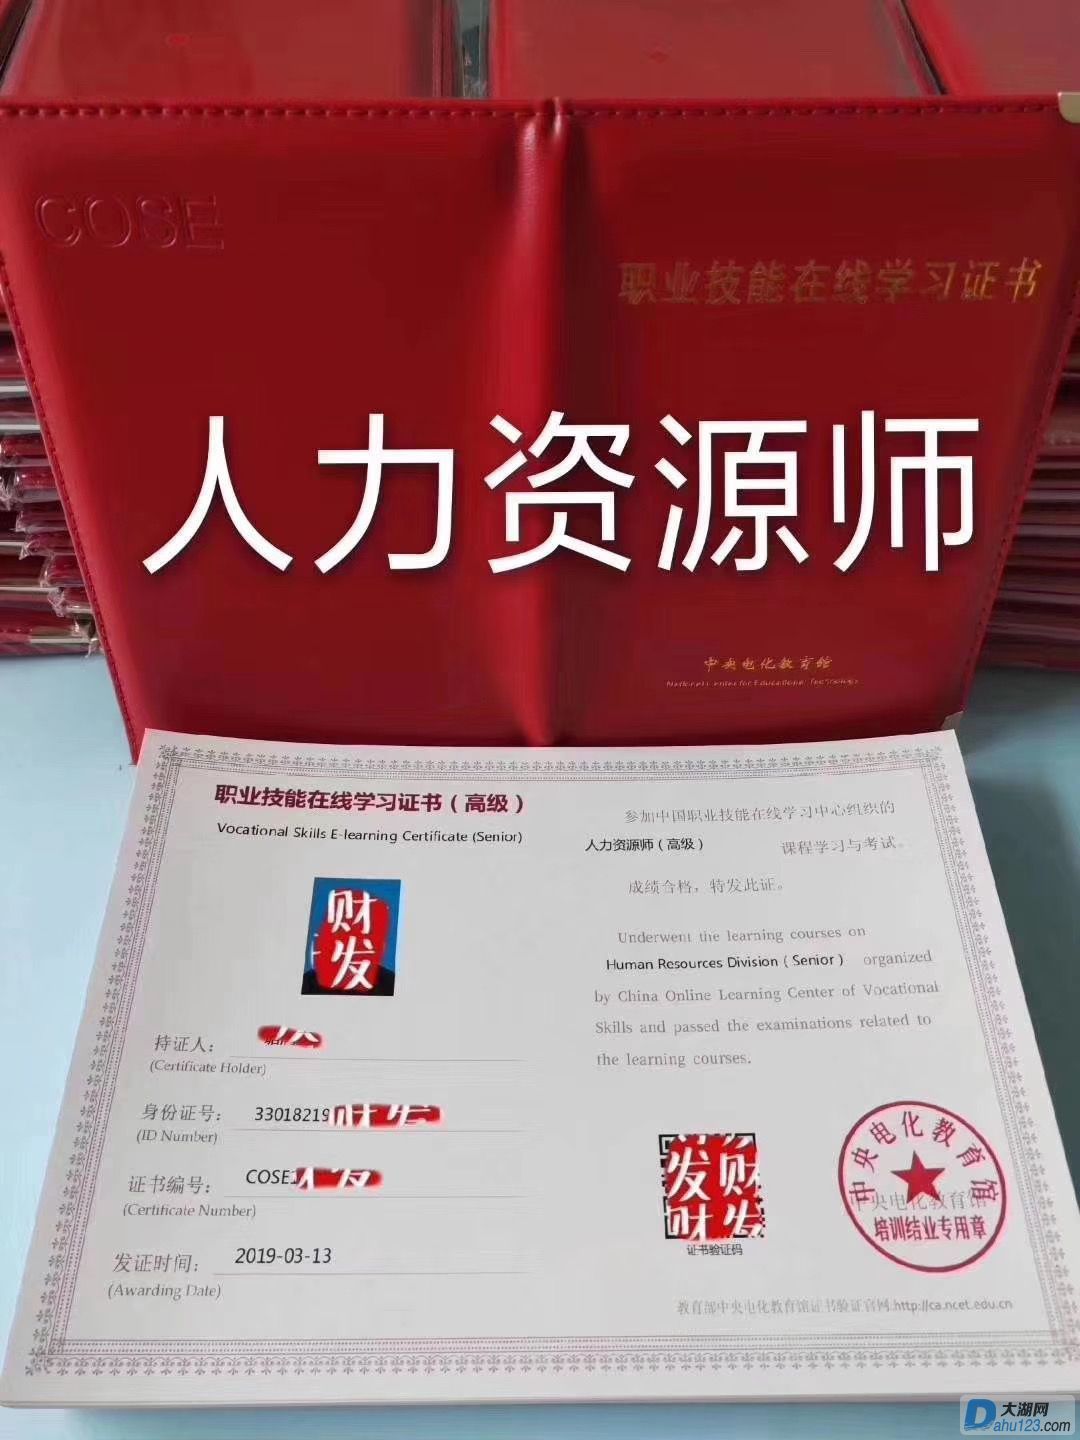 COSE
职业技能在线学习证书
人力资源师
中央电化教育馆
职业技能在线学习证书（高级）
Vocational Skills E-learning Certificate (Senior)
财
发
持证人：
(Certificate Holder)
身份证号： 33018219
(ID Number)
证书编号： COSE
(Certificate Number)
发证时间： 2019-03-13
(Awarding Date)
参加中国职业技能在线学习中心组织的
人力资源师（高级） 课程学习与考试。
成绩合格，特发此证。
Underwent the learning courses on
Human Resources Division（Senior） organized
by China Online Learning Center of Vocational
Skills and passed the examinations related to
the learning courses.
发财
财发
证书验证码
中央电化教育馆
中央电化教育馆
培训结业专用章
教育部中央电化教育馆证书验证官网:http://ca.ncet.edu.cn
大湖网
Dahu123.com